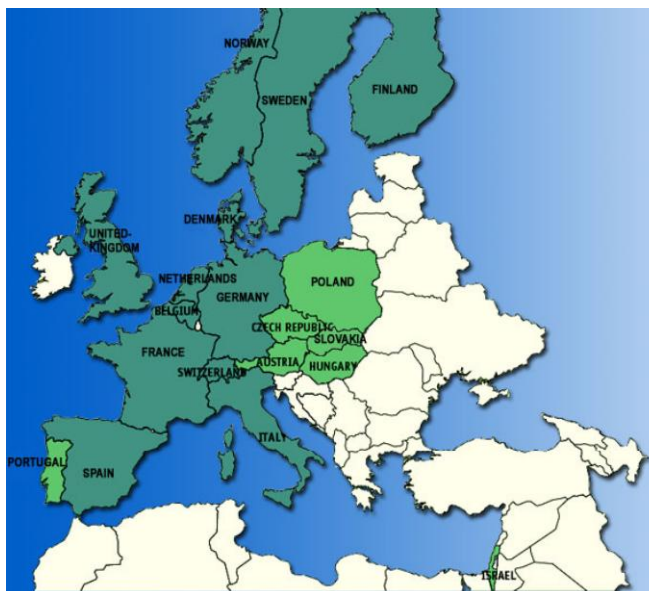 NORWAY
SWEDEN
FINLAND
DENMARK
UNITED-
KINGDOM
NETHERLANDS
GERMANY
POLAND
BELGIUM
CZECH REPUBLIC
SLOVAKIA
FRANCE
SWITZERLAND
AUSTRIA
HUNGARY
ITALY
PORTUGAL
SPAIN
ISRAEL